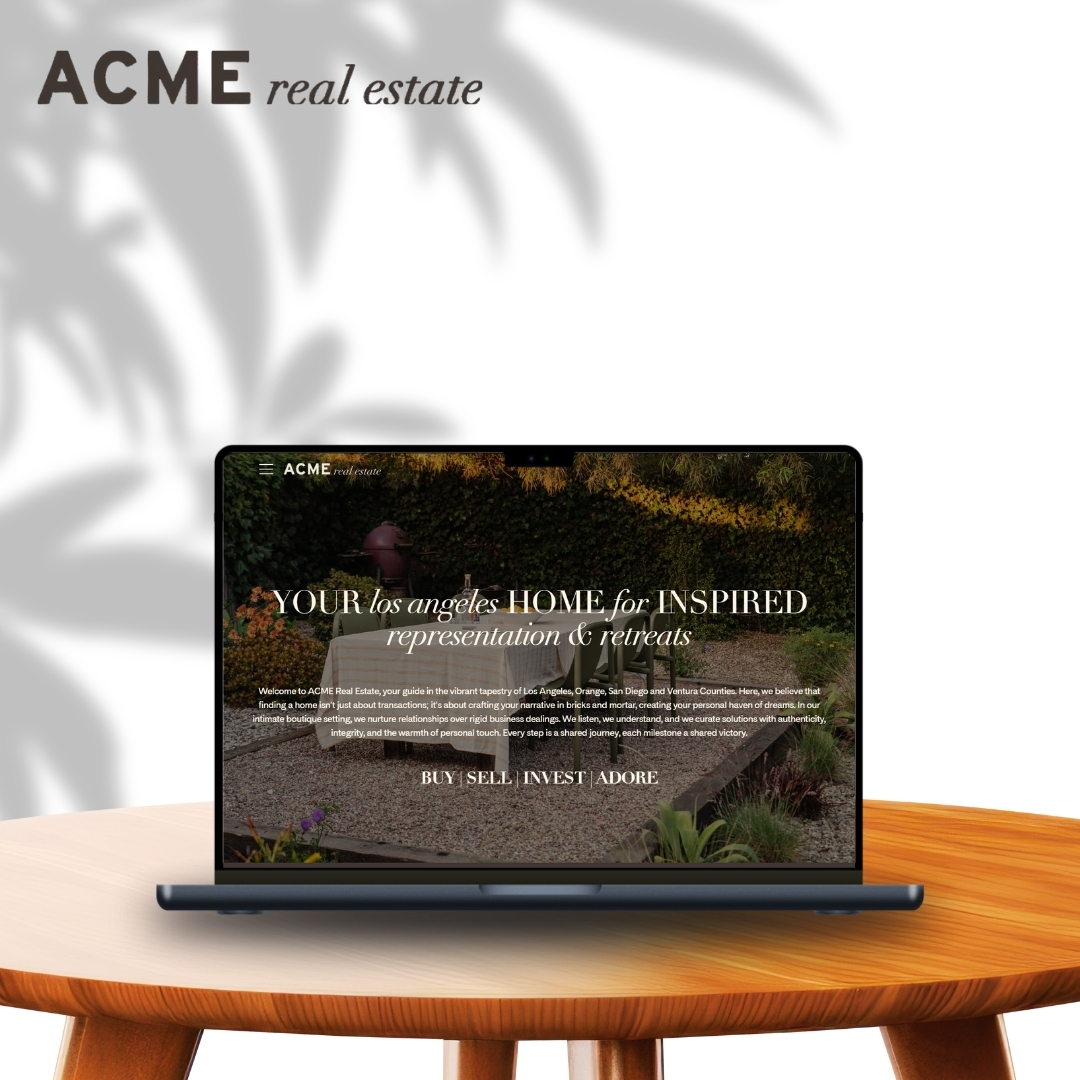 ACME real estate
ACME real estate
YOUR los angeles HOME for INSPIRED
representation & retreats
Welcome to ACME Real Estate, your guide in the vibrant tapestry of Los Angeles, Orange, San Diego and Ventura Counties. Here, we believe that
finding a home isn't just about transactions; it's about crafting your narrative in bricks and mortar, creating your personal haven of dreams. In our
intimate boutique setting, we nurture relationships over rigid business dealings. We listen, we understand, and we curate solutions with authenticity,
integrity, and the warmth of personal touch. Every step is a shared journey, each milestone a shared victory.
BUY | SELL | INVEST | ADORE